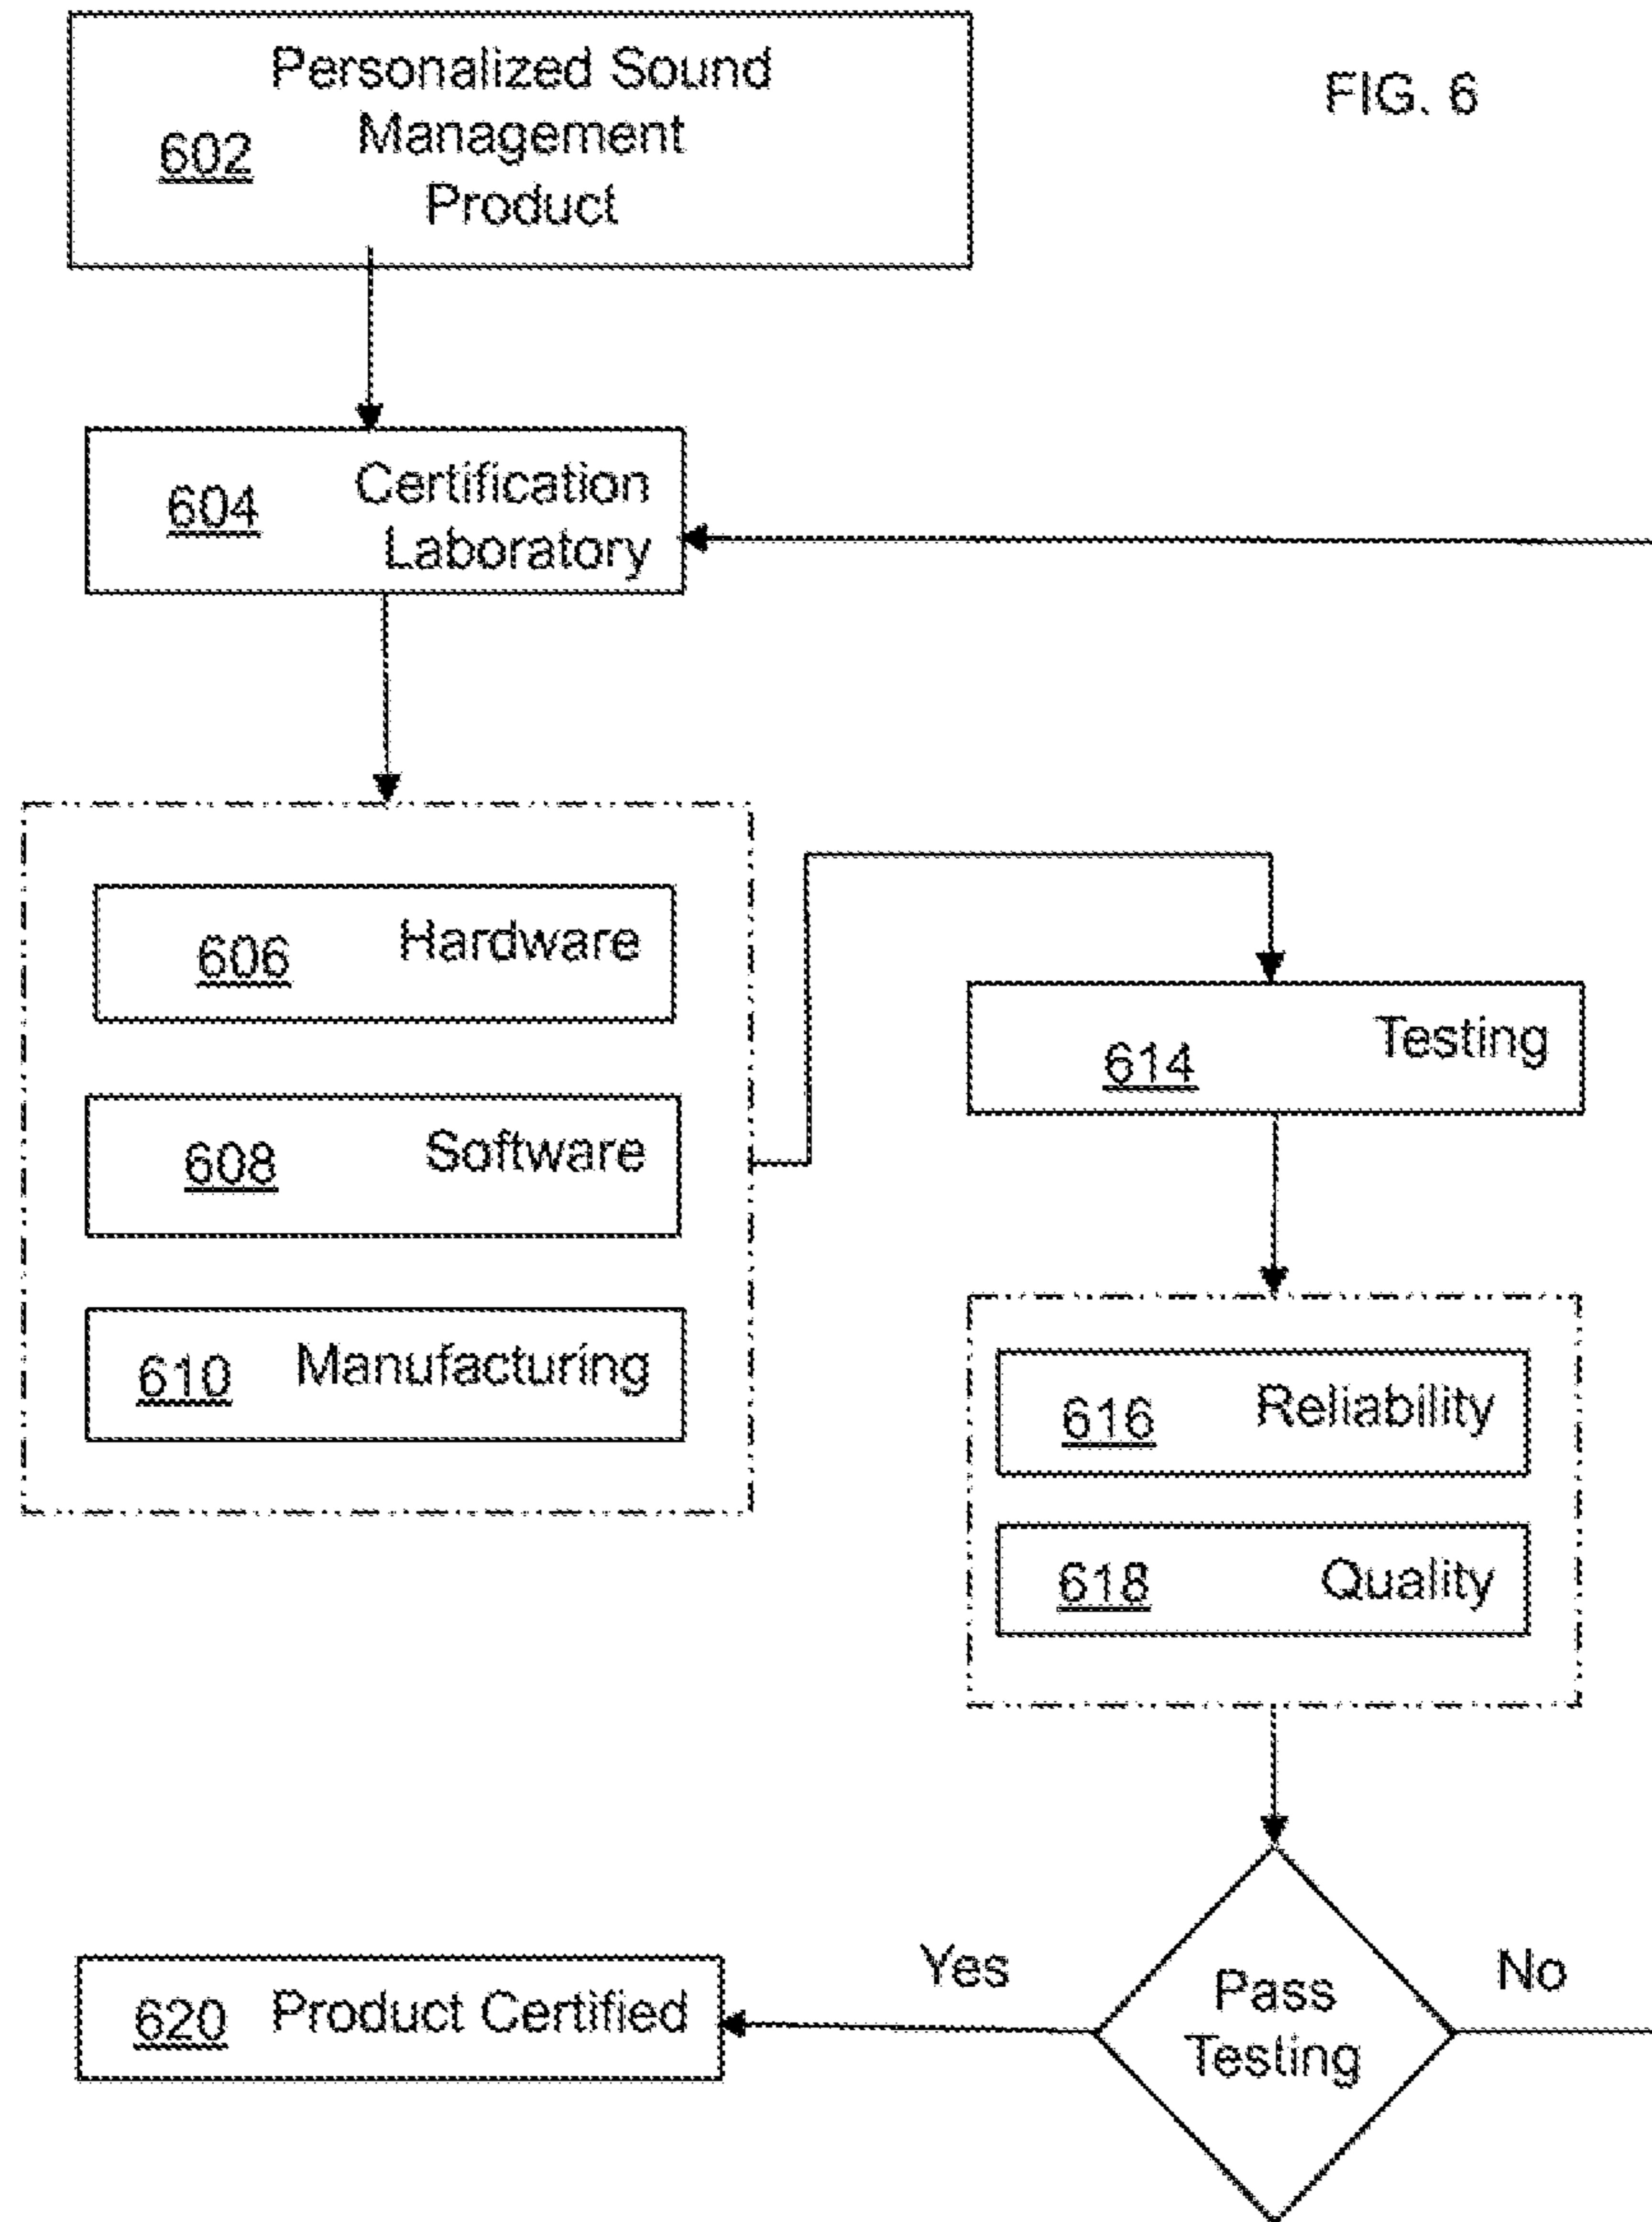 FIG. 6
Personalized Sound
Management
602
Product
Certification
604
Laboratory
606 Hardware
608 Software
610 Manufacturing
614 Testing
616 Reliability
618 Quality
Yes
No
Pass
Testing
620 Product Certified